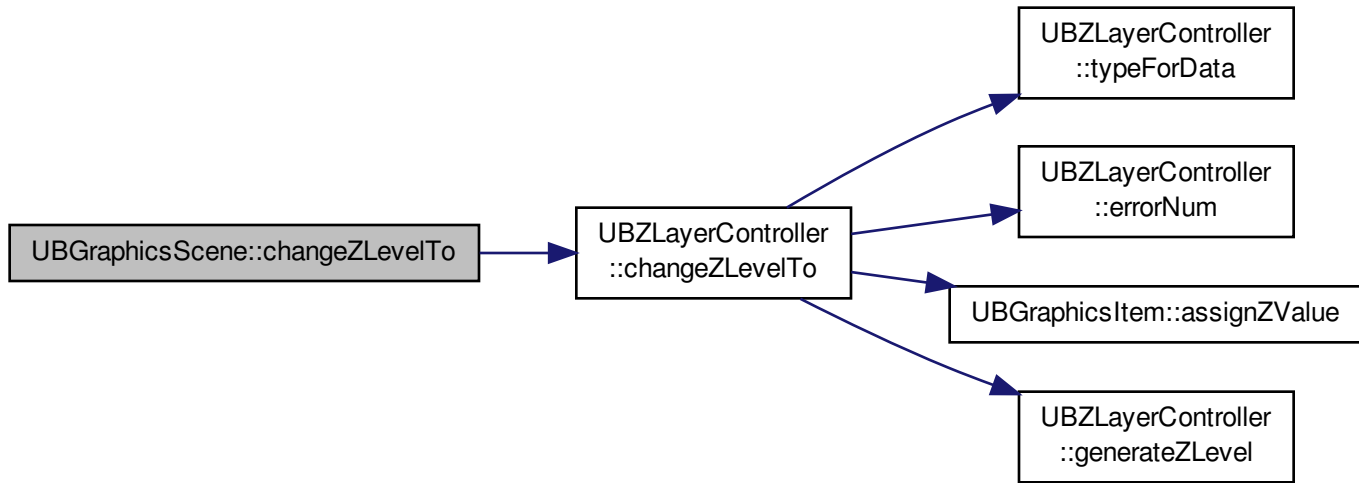 UBGraphicsScene::changeZLevelTo
UBZLayerController
::changeZLevelTo
UBZLayerController
::typeForData
UBZLayerController
::errorNum
UBGraphicsItem::assignZValue
UBZLayerController
::generateZLevel